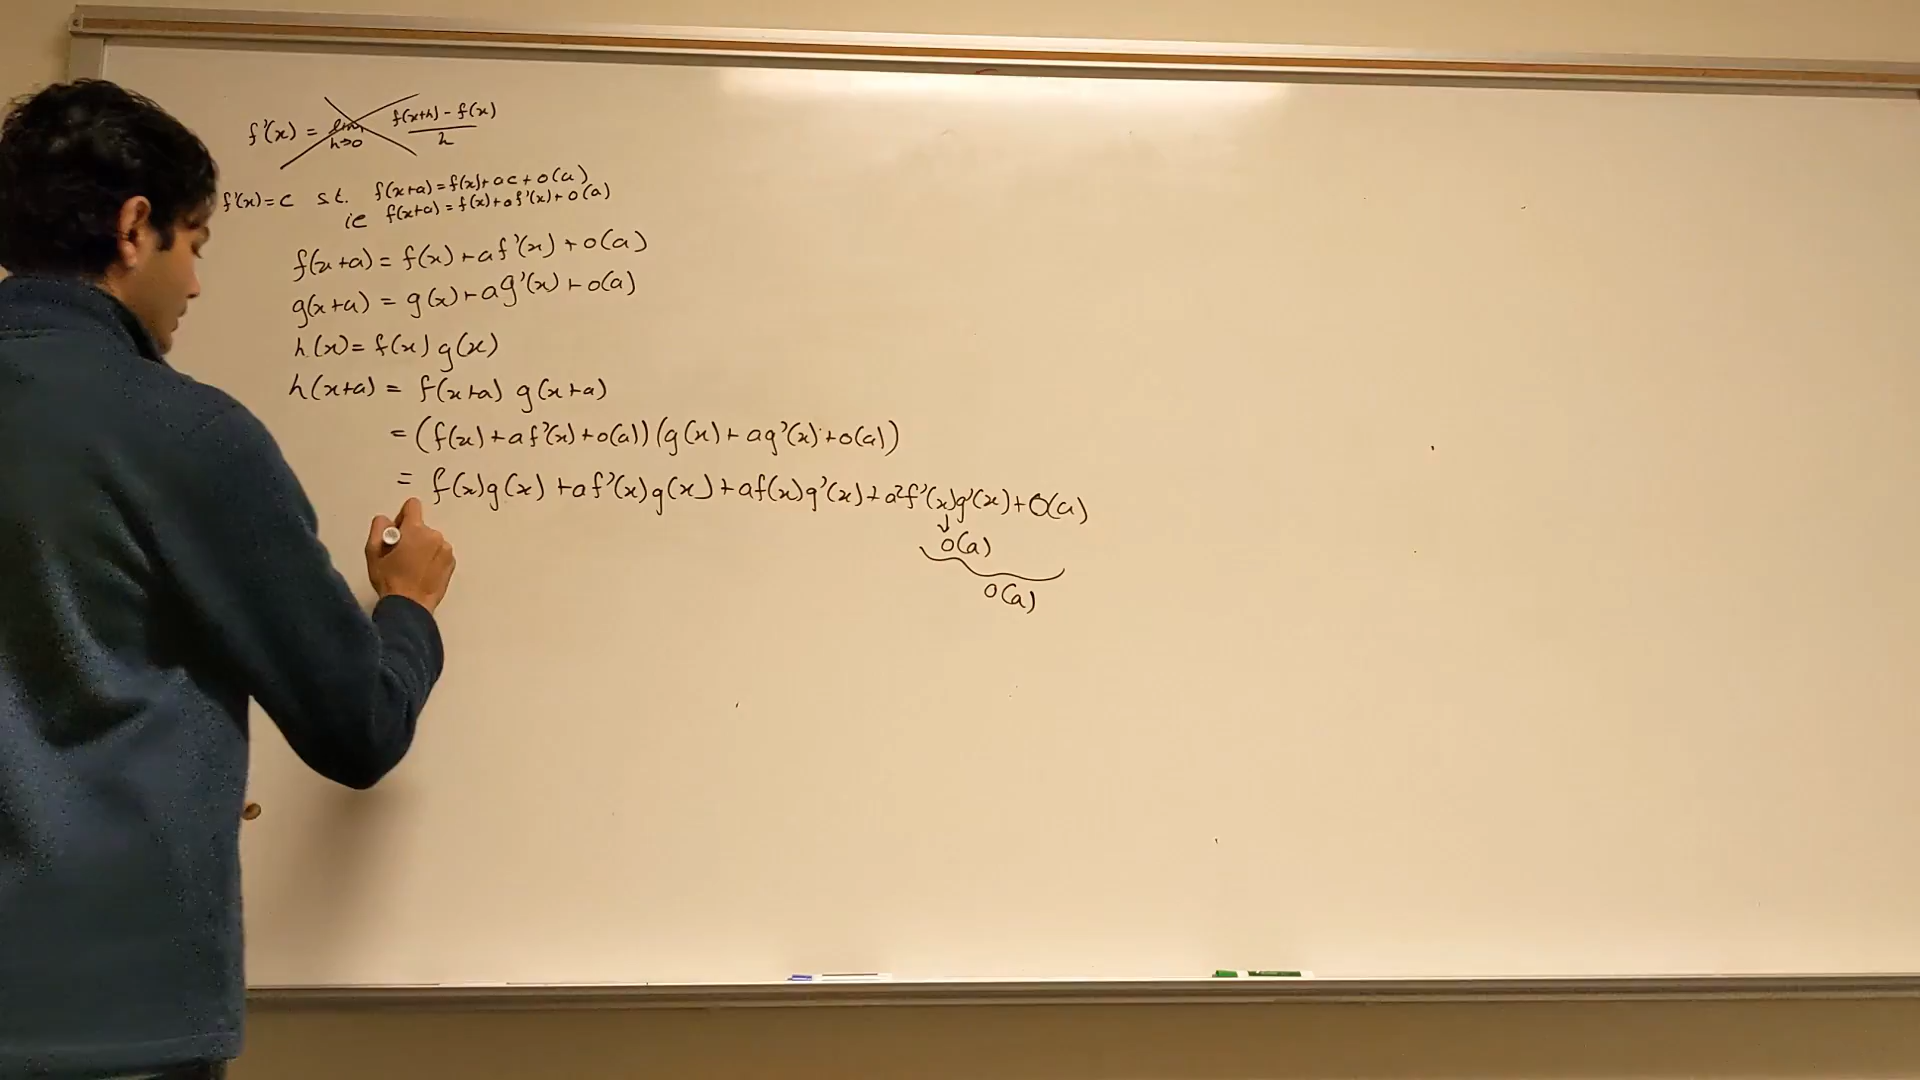 f'(x) = lim h→0 f(x+h) - f(x) / h
f'(x) = c s.t. f(x+a) = f(x) + ac + o(a)
ie f(x+a) = f(x) + af'(x) + o(a)
f(x+a) = f(x) + af'(x) + o(a)
g(x+a) = g(x) + ag'(x) + o(a)
h(x) = f(x) g(x)
h(x+a) = f(x+a) g(x+a)
= (f(x) + af'(x) + o(a)) (g(x) + ag'(x) + o(a))
= f(x)g(x) + af'(x)g(x) + af(x)g'(x) + a²f'(x)g'(x) + o(a)
↓
o(a)
o(a)